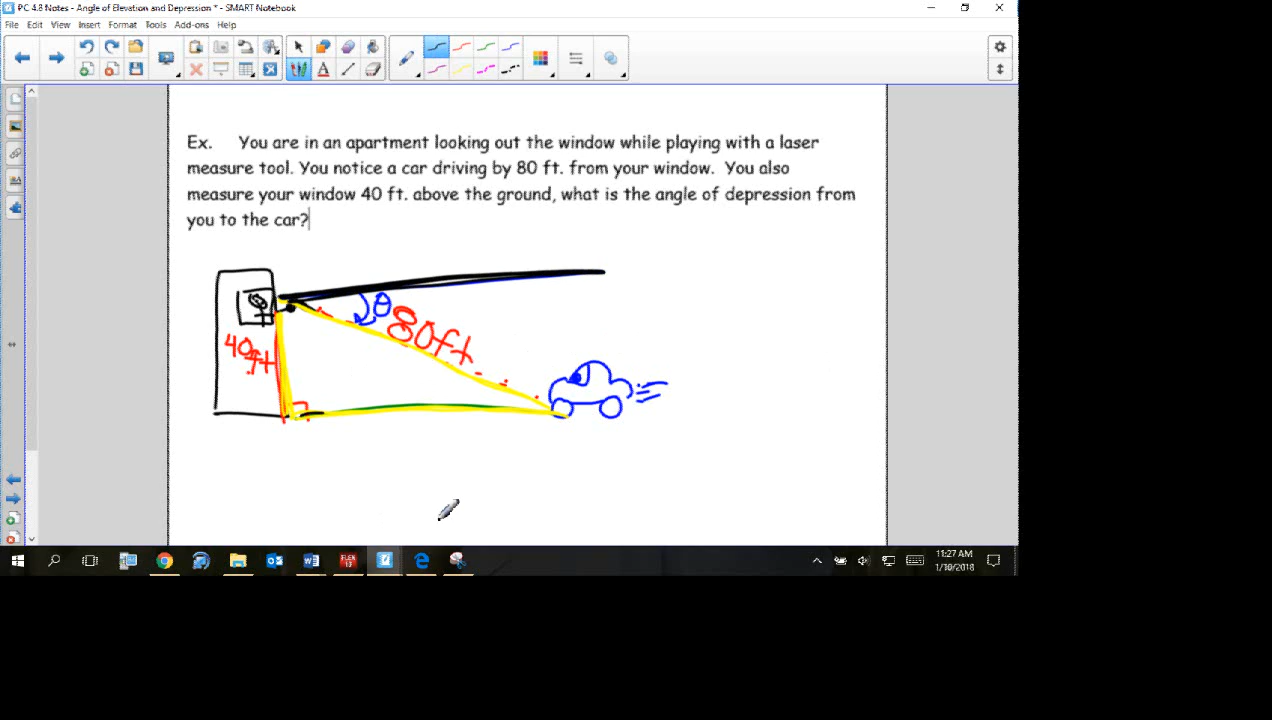 PC 4.8 Notes - Angle of Elevation and Depression * - SMART Notebook
File Edit View Insert Format Tools Add-ons Help
Ex. You are in an apartment looking out the window while playing with a laser
measure tool. You notice a car driving by 80 ft. from your window. You also
measure your window 40 ft. above the ground, what is the angle of depression from
you to the car?
θ
80ft
40ft
11:27 AM
1/10/2018